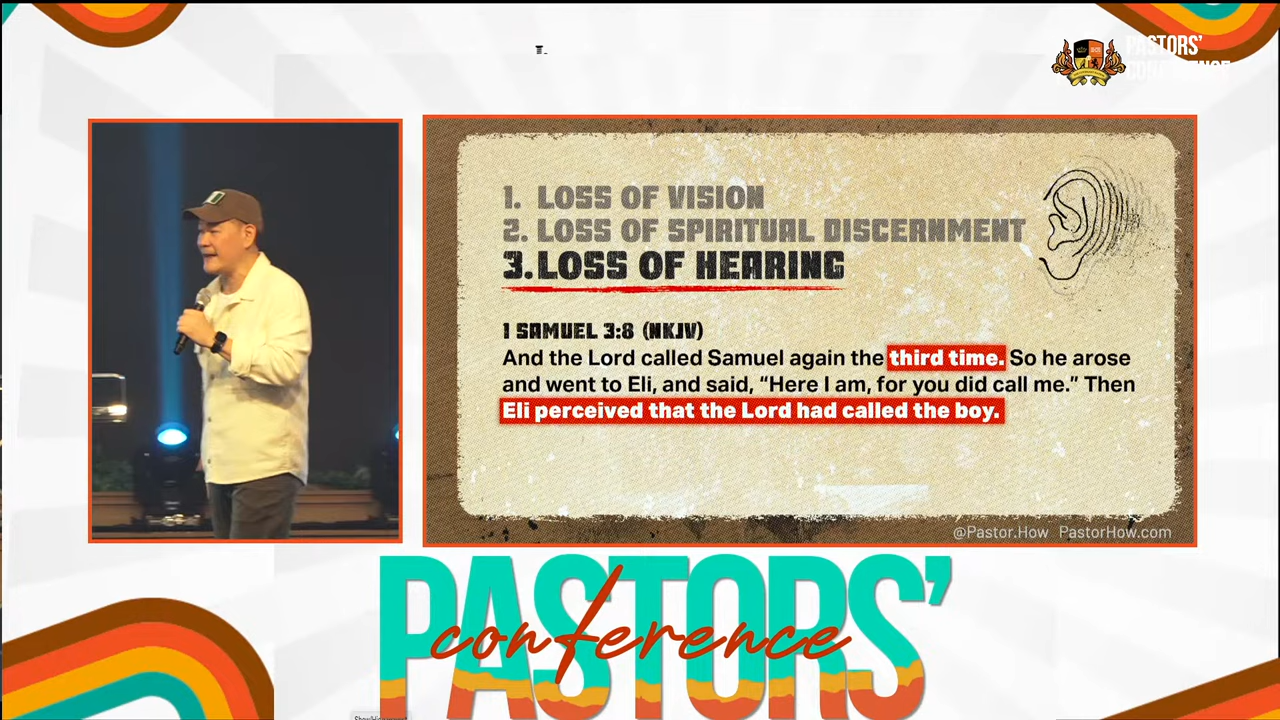 PASTORS'
CONFERENCE
1. LOSS OF VISION
2. LOSS OF SPIRITUAL DISCERNMENT
3. LOSS OF HEARING
1 SAMUEL 3:8 (NKJV)
And the Lord called Samuel again the third time. So he arose
and went to Eli, and said, “Here I am, for you did call me.” Then
Eli perceived that the Lord had called the boy.
@Pastor.How PastorHow.com
PASTORS’
conference